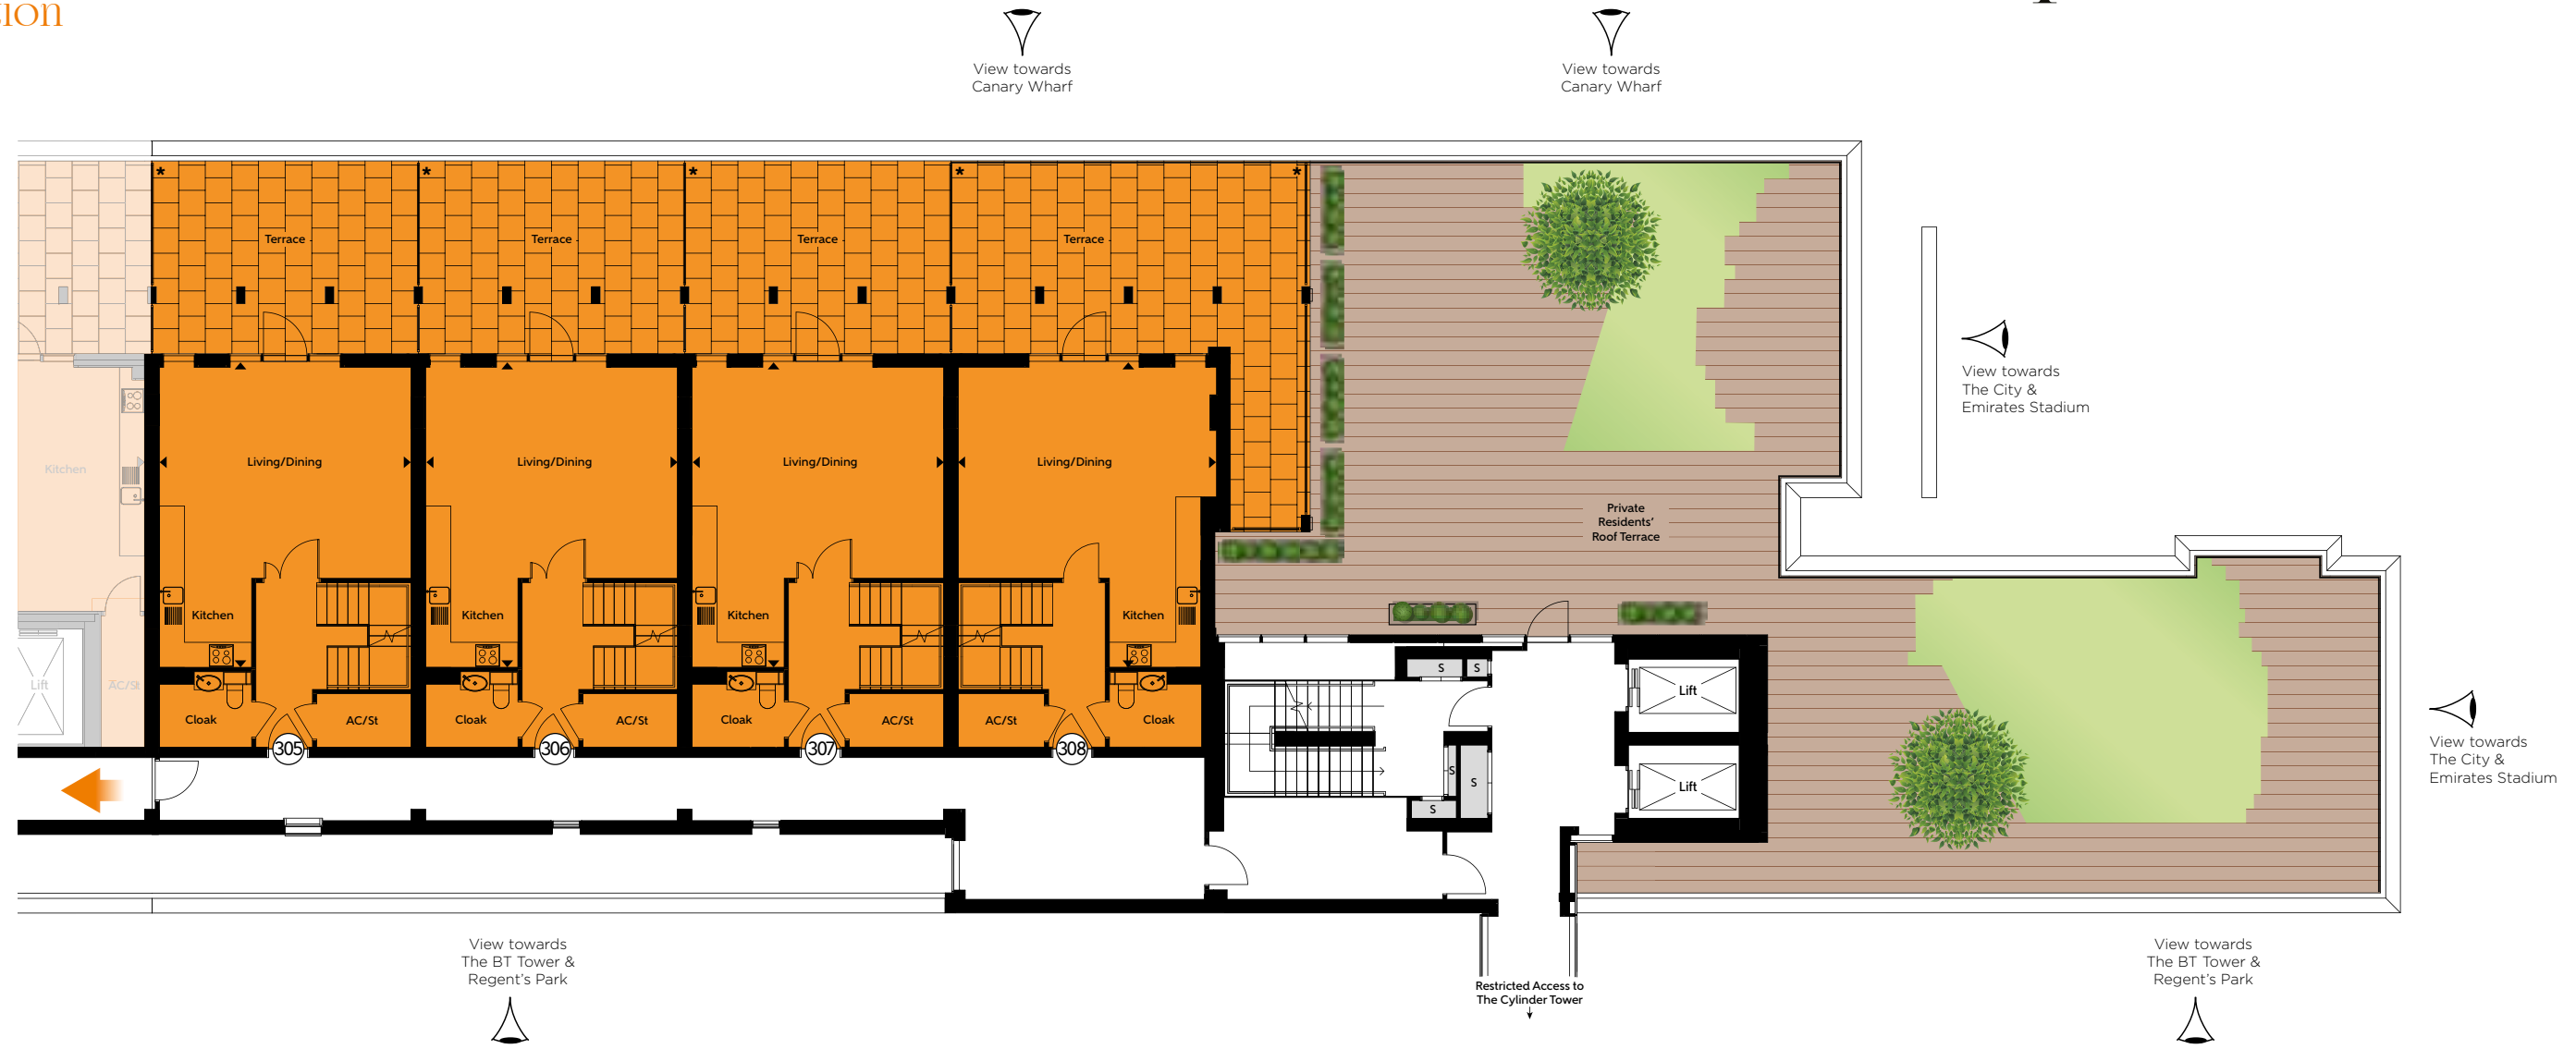 View towards
Canary Wharf
View towards
Canary Wharf
* * * * *
Terrace
Terrace
Terrace
Terrace
View towards
The City &
Emirates Stadium
Kitchen
Living/Dining
Living/Dining
Living/Dining
Living/Dining
Private
Residents'
Roof Terrace
Kitchen
Kitchen
Kitchen
Kitchen
Lift
AC/St
S
S
Lift
Cloak
AC/St
Cloak
AC/St
Cloak
AC/St
AC/St
Cloak
305
306
307
308
S
S
S
Lift
View towards
The City &
Emirates Stadium
View towards
The BT Tower &
Regent's Park
View towards
The BT Tower &
Regent's Park
Restricted Access to
The Cylinder Tower